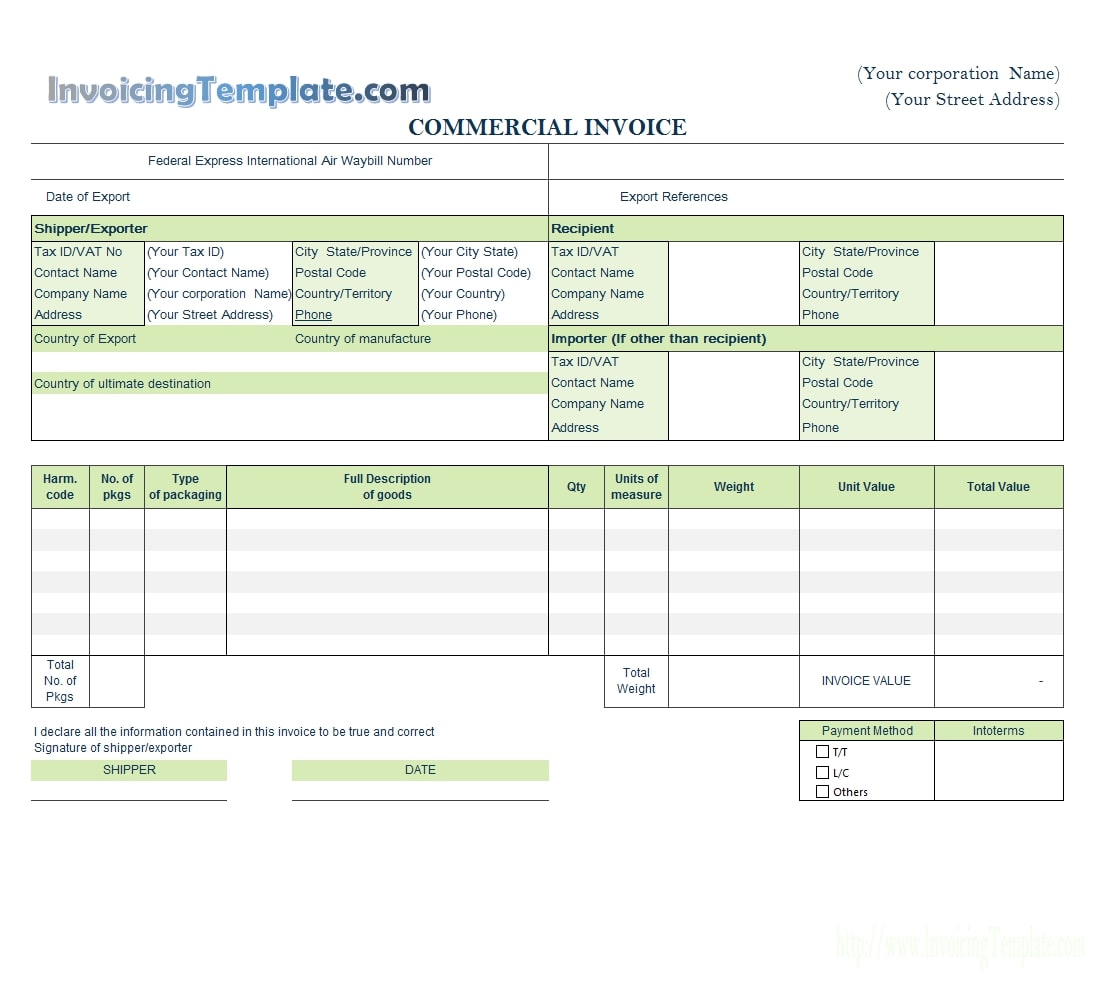 InvoicingTemplate.com
(Your corporation Name)
(Your Street Address)
COMMERCIAL INVOICE
Federal Express International Air Waybill Number
Date of Export
Export References
Shipper/Exporter
Recipient
Tax ID/VAT No (Your Tax ID) City State/Province (Your City State) Tax ID/VAT City State/Province
Contact Name (Your Contact Name) Postal Code (Your Postal Code) Contact Name Postal Code
Company Name (Your corporation Name) Country/Territory (Your Country) Company Name Country/Territory
Address (Your Street Address) Phone (Your Phone) Address Phone
Country of Export Country of manufacture Importer (If other than recipient)
Tax ID/VAT City State/Province
Country of ultimate destination Contact Name Postal Code
Company Name Country/Territory
Address Phone
Harm. code No. of pkgs Type of packaging Full Description of goods Qty Units of measure Weight Unit Value Total Value
Total No. of Pkgs Total Weight INVOICE VALUE -
I declare all the information contained in this invoice to be true and correct
Signature of shipper/exporter
SHIPPER DATE
Payment Method Intoterms
T/T
L/C
Others
http://www.InvoicingTemplate.com